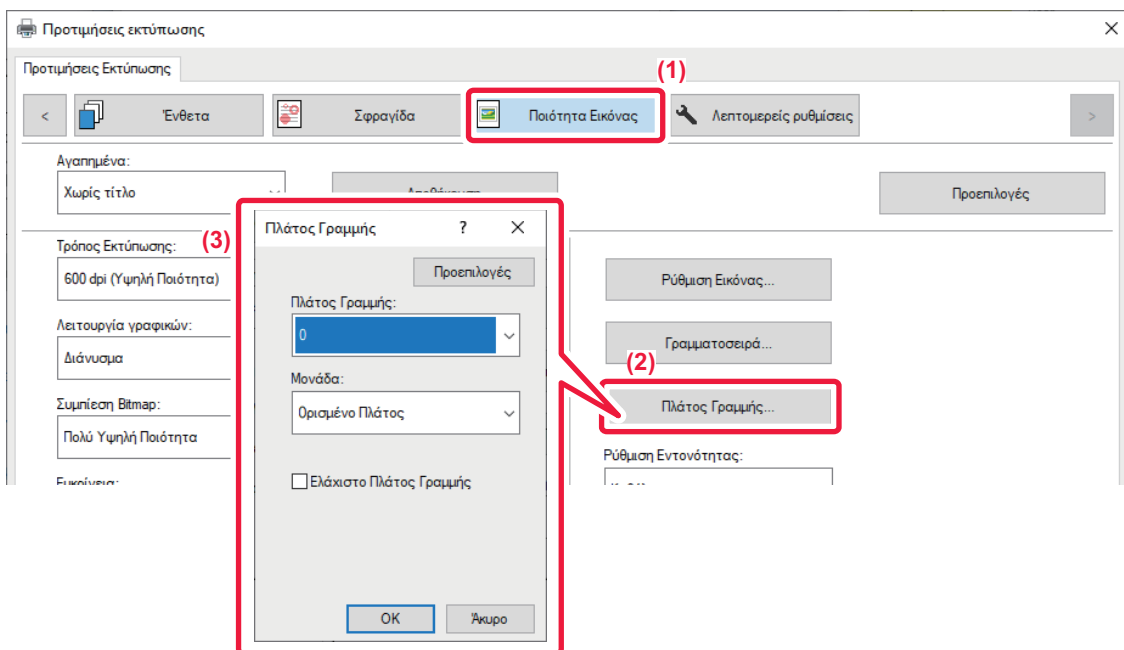 Προτιμήσεις εκτύπωσης
Προτιμήσεις Εκτύπωσης
(1)
< Ένθετα Σφραγίδα Ποιότητα Εικόνας Λεπτομερείς ρυθμίσεις >
Αγαπημένα:
Χωρίς τίτλο
Προεπιλογές
Τρόπος Εκτύπωσης:
600 dpi (Υψηλή Ποιότητα)
Λειτουργία γραφικών:
Διάνυσμα
Συμπίεση Bitmap:
Πολύ Υψηλή Ποιότητα
(3)
Πλάτος Γραμμής ?
Προεπιλογές
Πλάτος Γραμμής:
0
Μονάδα:
Ορισμένο Πλάτος
Ελάχιστο Πλάτος Γραμμής
OK Άκυρο
Ρύθμιση Εικόνας...
Γραμματοσειρά...
(2)
Πλάτος Γραμμής...
Ρύθμιση Εντονότητας: